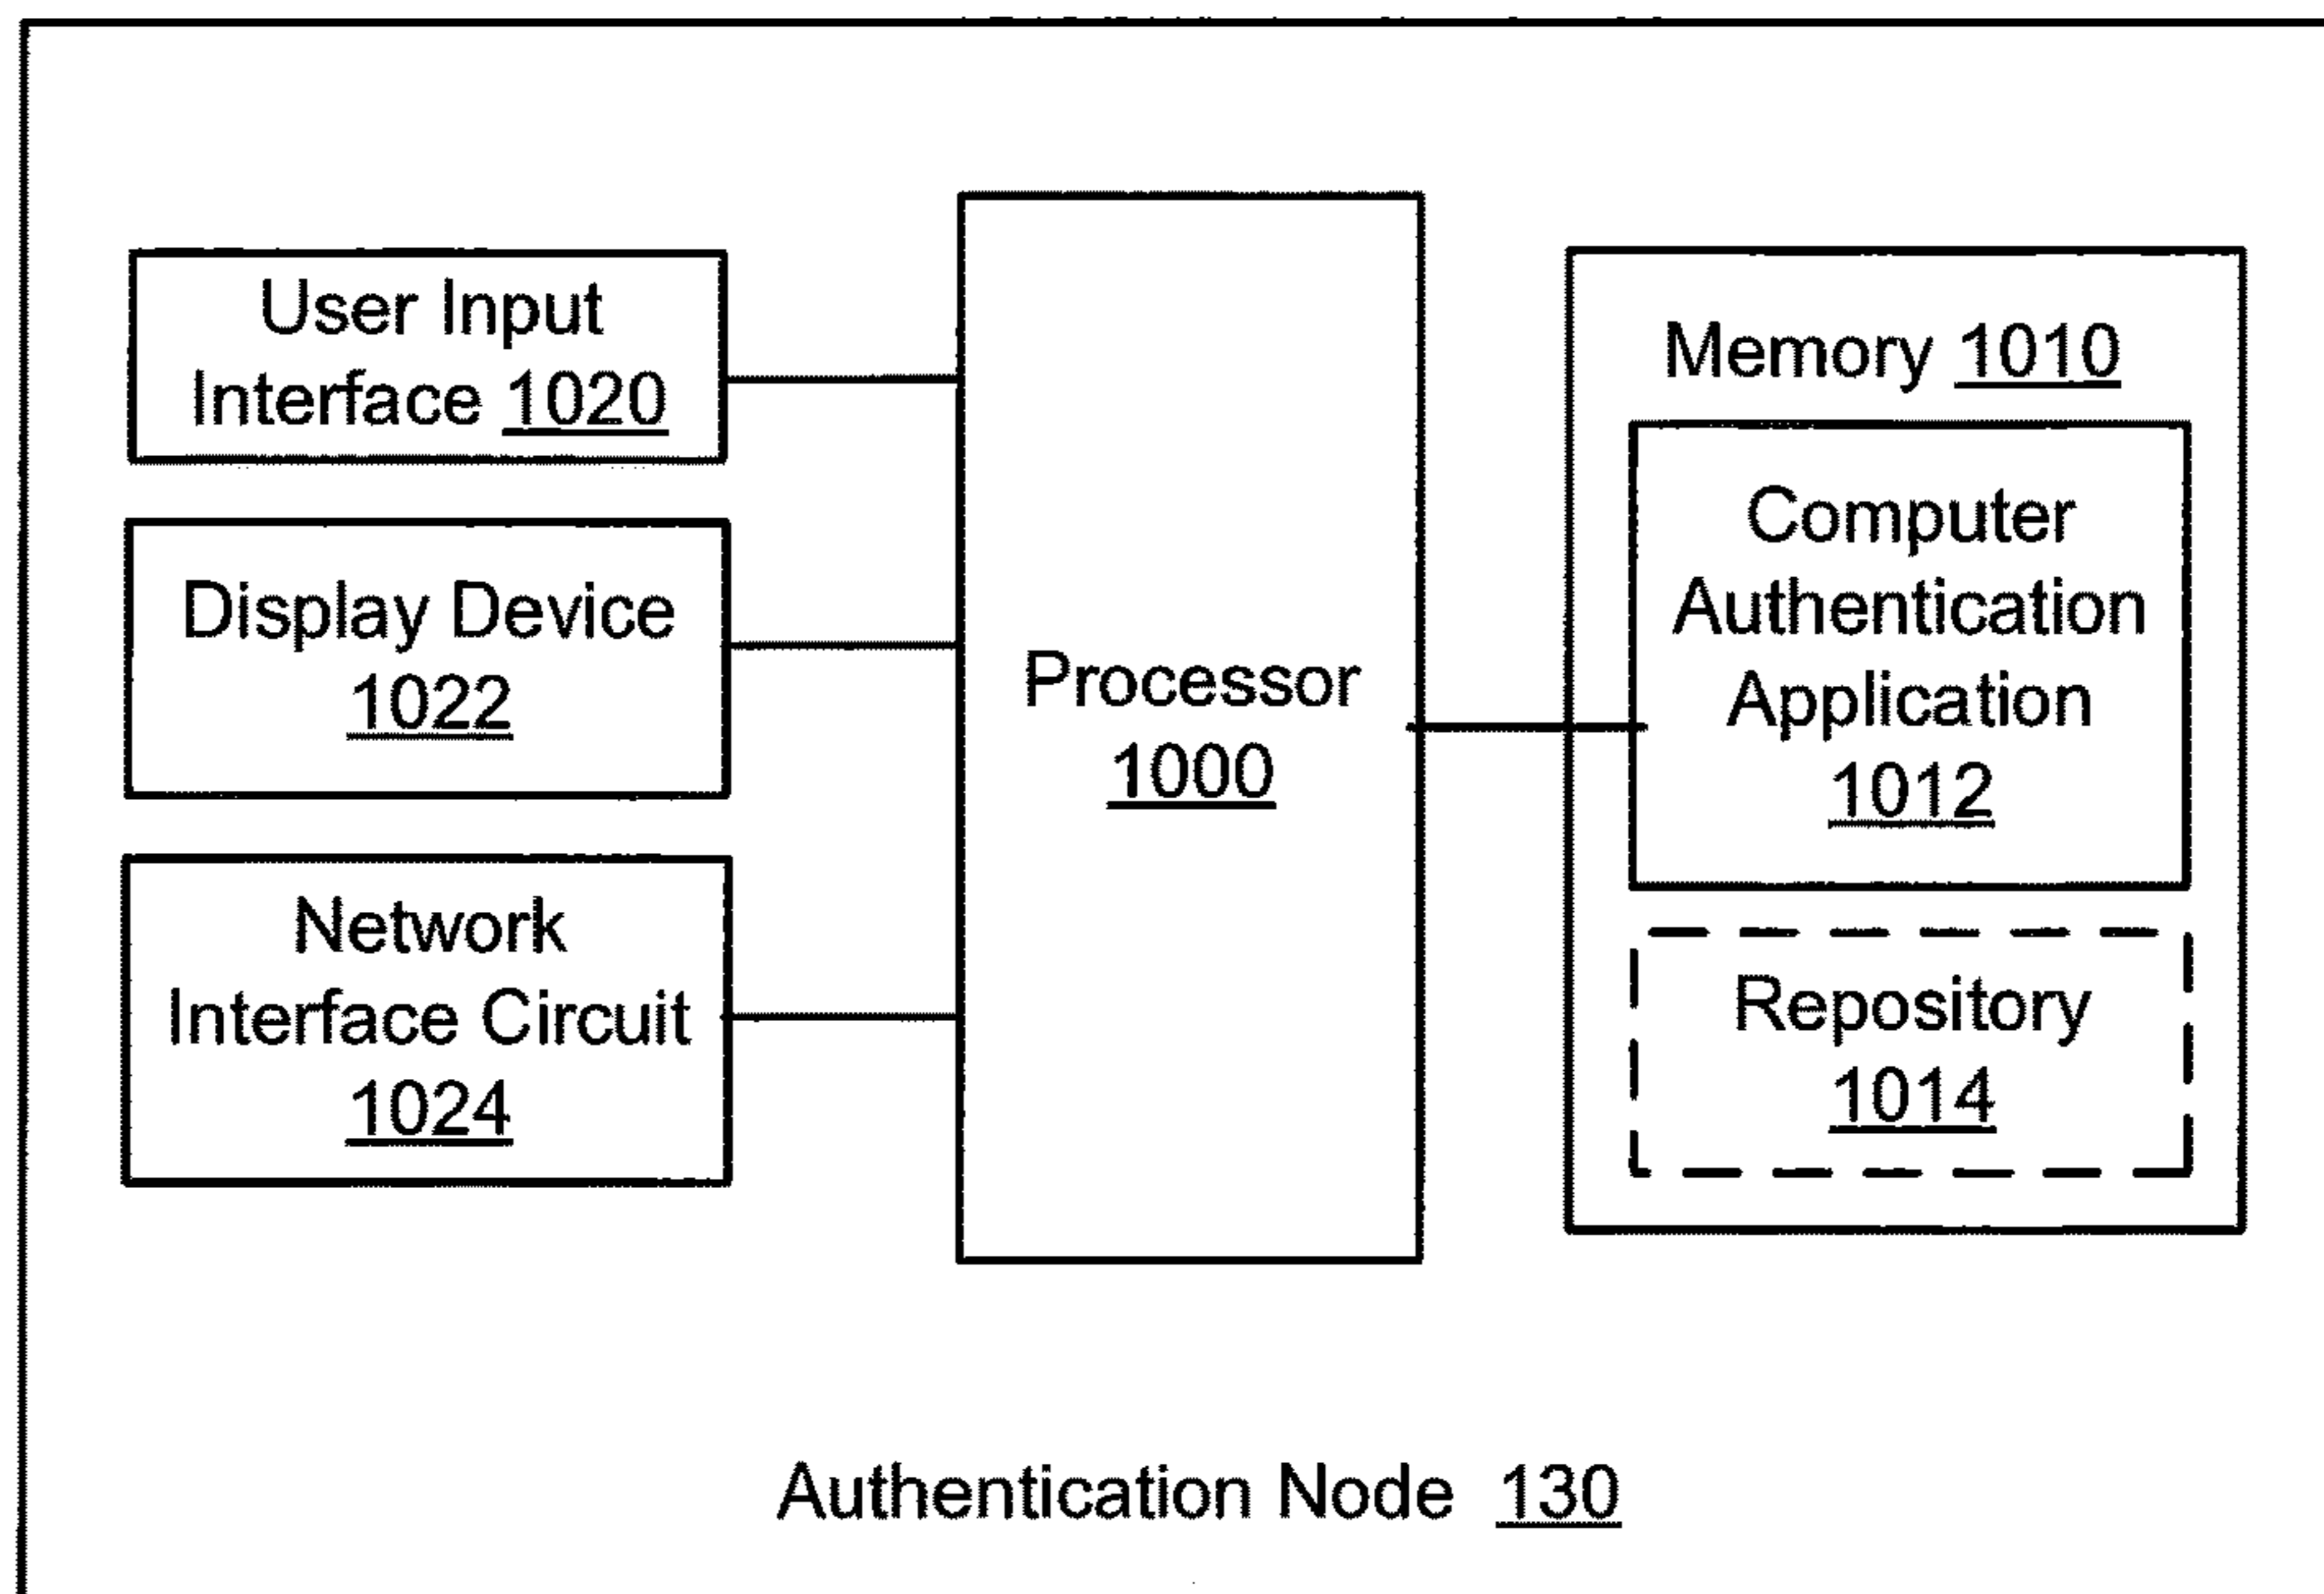 User Input
Interface 1020
Display Device
1022
Network
Interface Circuit
1024
Processor
1000
Memory 1010
Computer
Authentication
Application
1012
Repository
1014
Authentication Node 130